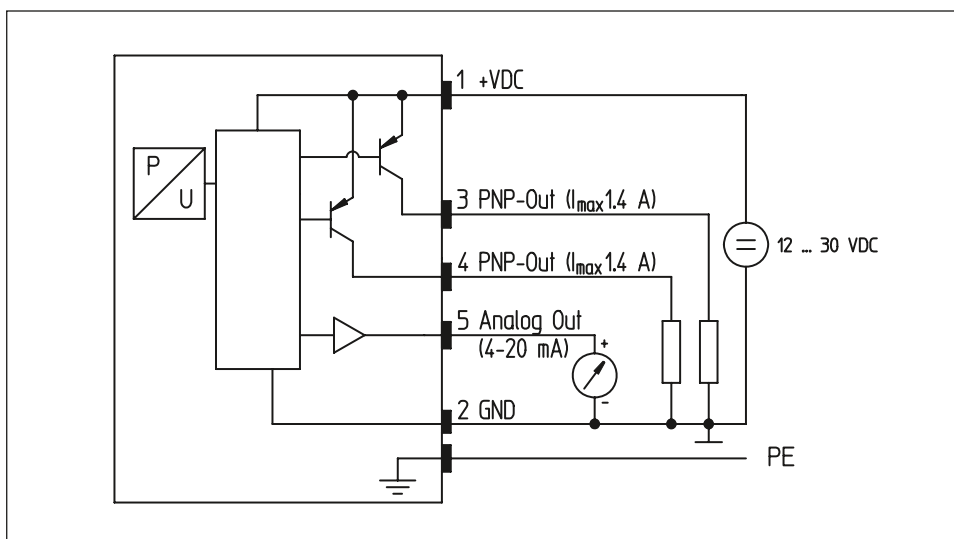 1 +VDC
P
U
3 PNP-Out (Imax1.4 A)
12 ... 30 VDC
4 PNP-Out (Imax1.4 A)
5 Analog Out
(4-20 mA)
+
-
2 GND
PE